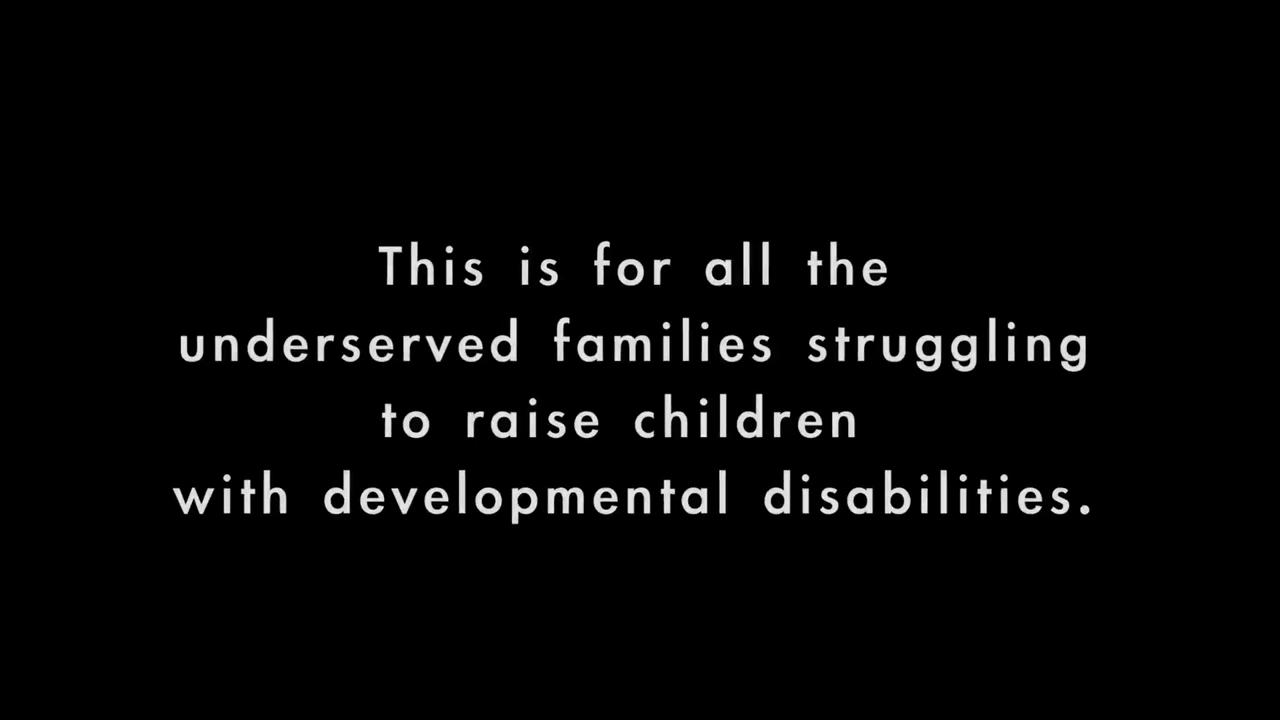 This is for all the
underserved families struggling
to raise children
with developmental disabilities.